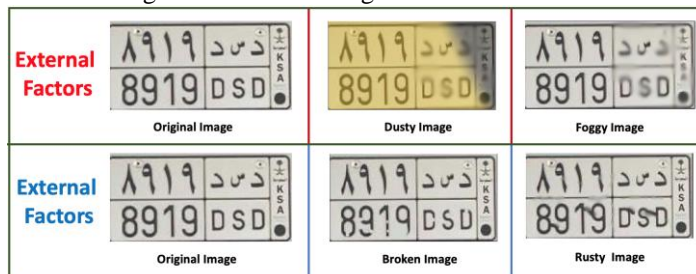 External
Factors
٨٩١٩ د س د
8919 DSD
KSA
Original Image
٨٩١٩ د س د
8919 DSD
KSA
Dusty Image
٨٩١٩ د س د
8919 DSD
KSA
Foggy Image
External
Factors
٨٩١٩ د س د
8919 DSD
KSA
Original Image
٨٩١٩ د س د
8919 DSD
KSA
Broken Image
٨٩١٩ د س د
8919 DSD
KSA
Rusty Image